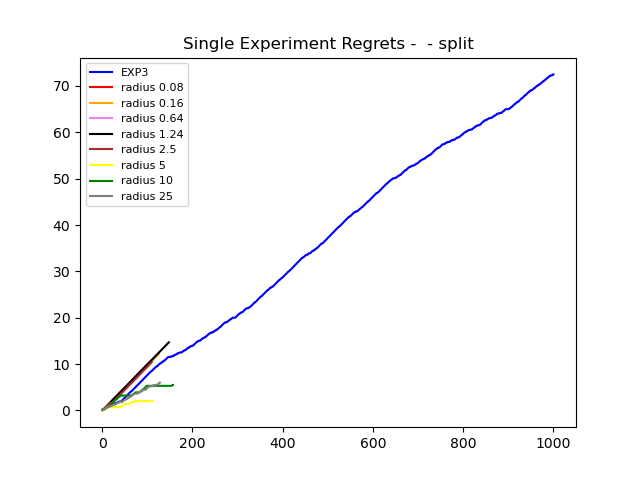 Single Experiment Regrets -  - split
70
60
50
40
30
20
10
0
EXP3
radius 0.08
radius 0.16
radius 0.64
radius 1.24
radius 2.5
radius 5
radius 10
radius 25
0 200 400 600 800 1000